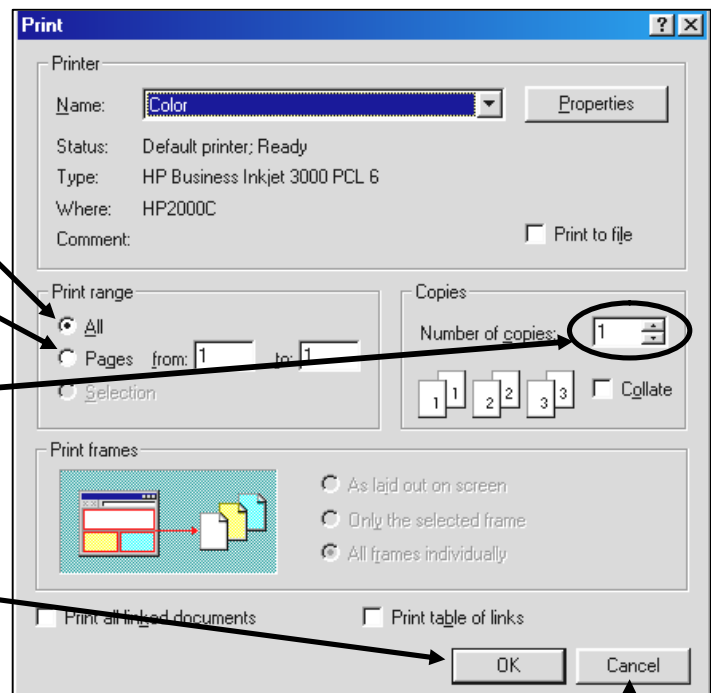 Print
Printer
Name: Color Properties
Status: Default printer; Ready
Type: HP Business Inkjet 3000 PCL 6
Where: HP2000C
Comment: Print to file
Print range
All
Pages from: 1 to: 1
Selection
Copies
Number of copies: 1
1 1 2 2 3 3 Collate
Print frames
As laid out on screen
Only the selected frame
All frames individually
Print all linked documents Print table of links
OK Cancel